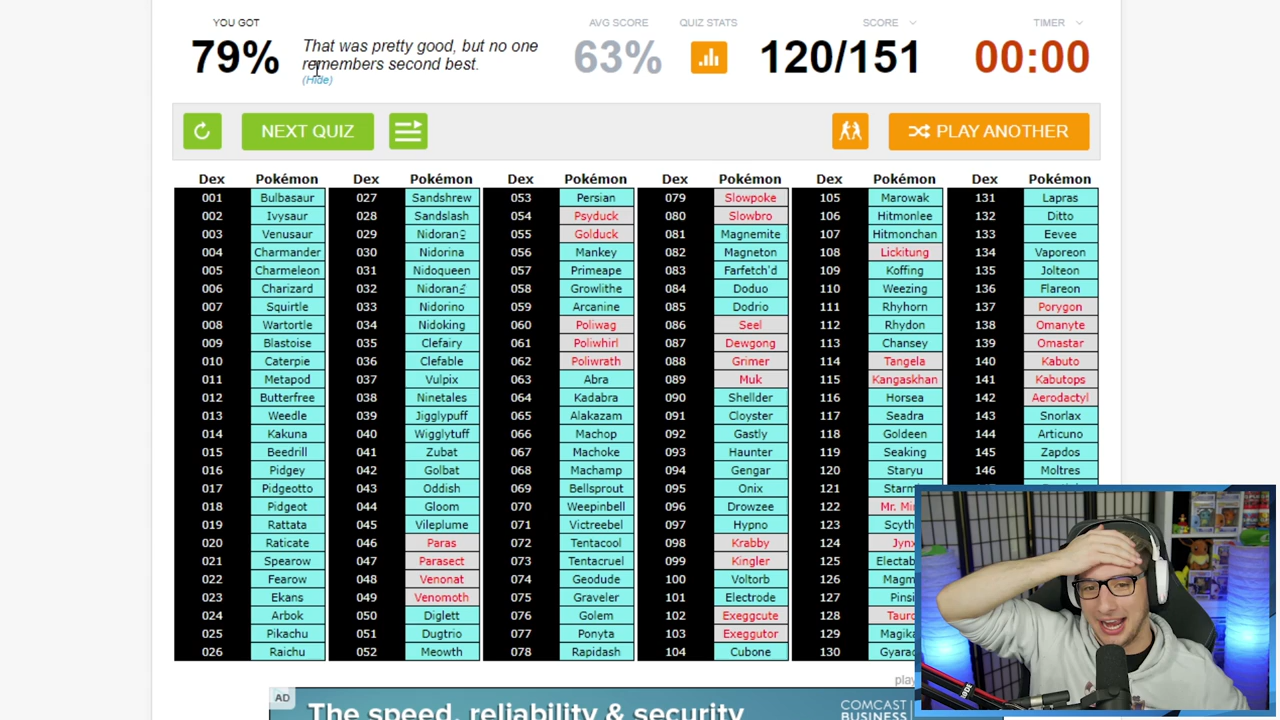 YOU GOT
79%
That was pretty good, but no one
remembers second best.
(Hide)
AVG SCORE
63%
QUIZ STATS
SCORE
120/151
TIMER
00:00
NEXT QUIZ
PLAY ANOTHER
Dex Pokémon Dex Pokémon Dex Pokémon Dex Pokémon Dex Pokémon Dex Pokémon
001 Bulbasaur 027 Sandshrew 053 Persian 079 Slowpoke 105 Marowak 131 Lapras
002 Ivysaur 028 Sandslash 054 Psyduck 080 Slowbro 106 Hitmonlee 132 Ditto
003 Venusaur 029 Nidoran♀ 055 Golduck 081 Magnemite 107 Hitmonchan 133 Eevee
004 Charmander 030 Nidorina 056 Mankey 082 Magneton 108 Lickitung 134 Vaporeon
005 Charmeleon 031 Nidoqueen 057 Primeape 083 Farfetch'd 109 Koffing 135 Jolteon
006 Charizard 032 Nidoran♂ 058 Growlithe 084 Doduo 110 Weezing 136 Flareon
007 Squirtle 033 Nidorino 059 Arcanine 085 Dodrio 111 Rhyhorn 137 Porygon
008 Wartortle 034 Nidoking 060 Poliwag 086 Seel 112 Rhydon 138 Omanyte
009 Blastoise 035 Clefairy 061 Poliwhirl 087 Dewgong 113 Chansey 139 Omastar
010 Caterpie 036 Clefable 062 Poliwrath 088 Grimer 114 Tangela 140 Kabuto
011 Metapod 037 Vulpix 063 Abra 089 Muk 115 Kangaskhan 141 Kabutops
012 Butterfree 038 Ninetales 064 Kadabra 090 Shellder 116 Horsea 142 Aerodactyl
013 Weedle 039 Jigglypuff 065 Alakazam 091 Cloyster 117 Seadra 143 Snorlax
014 Kakuna 040 Wigglytuff 066 Machop 092 Gastly 118 Goldeen 144 Articuno
015 Beedrill 041 Zubat 067 Machoke 093 Haunter 119 Seaking 145 Zapdos
016 Pidgey 042 Golbat 068 Machamp 094 Gengar 120 Staryu 146 Moltres
017 Pidgeotto 043 Oddish 069 Bellsprout 095 Onix 121 Starm
018 Pidgeot 044 Gloom 070 Weepinbell 096 Drowzee 122 Mr. Mi
019 Rattata 045 Vileplume 071 Victreebel 097 Hypno 123 Scyth
020 Raticate 046 Paras 072 Tentacool 098 Krabby 124 Jynx
021 Spearow 047 Parasect 073 Tentacruel 099 Kingler 125 Electab
022 Fearow 048 Venonat 074 Geodude 100 Voltorb 126 Magm
023 Ekans 049 Venomoth 075 Graveler 101 Electrode 127 Pinsi
024 Arbok 050 Diglett 076 Golem 102 Exeggcute 128 Tauro
025 Pikachu 051 Dugtrio 077 Ponyta 103 Exeggutor 129 Magika
026 Raichu 052 Meowth 078 Rapidash 104 Cubone 130 Gyarad
play
AD
The speed, reliability & security
COMCAST
BUSINESS